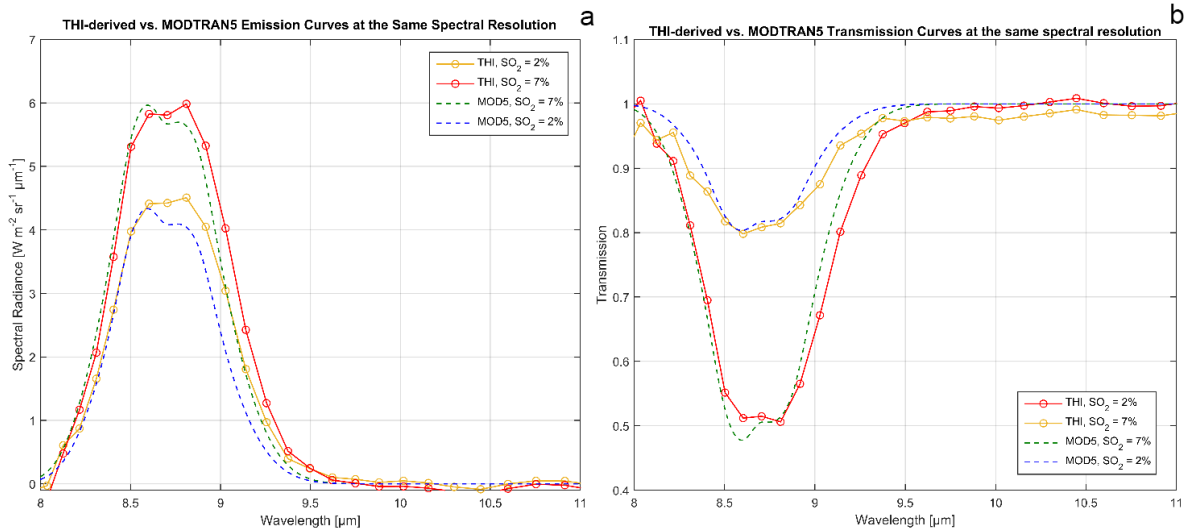 THI-derived vs. MODTRAN5 Emission Curves at the Same Spectral Resolution
a
7
6
5
4
3
2
1
0
Spectral Radiance [W m-2 sr-1 µm-1]
THI, SO2 = 2%
THI, SO2 = 7%
MOD5, SO2 = 7%
MOD5, SO2 = 2%
8 8.5 9 9.5 10 10.5 11
Wavelength [µm]
b
THI-derived vs. MODTRAN5 Transmission Curves at the same spectral resolution
1.1
1
0.9
0.8
0.7
0.6
0.5
0.4
Transmission
THI, SO2 = 2%
THI, SO2 = 7%
MOD5, SO2 = 7%
MOD5, SO2 = 2%
8 8.5 9 9.5 10 10.5 11
Wavelength [µm]